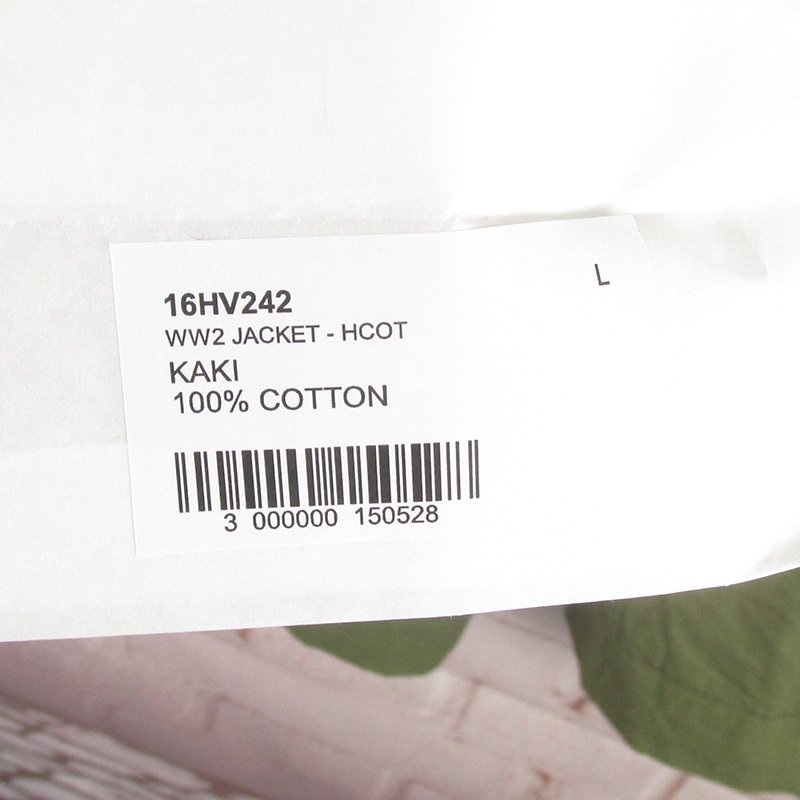 L
16HV242
WW2 JACKET - HCOT
KAKI
100% COTTON
3 000000 150528